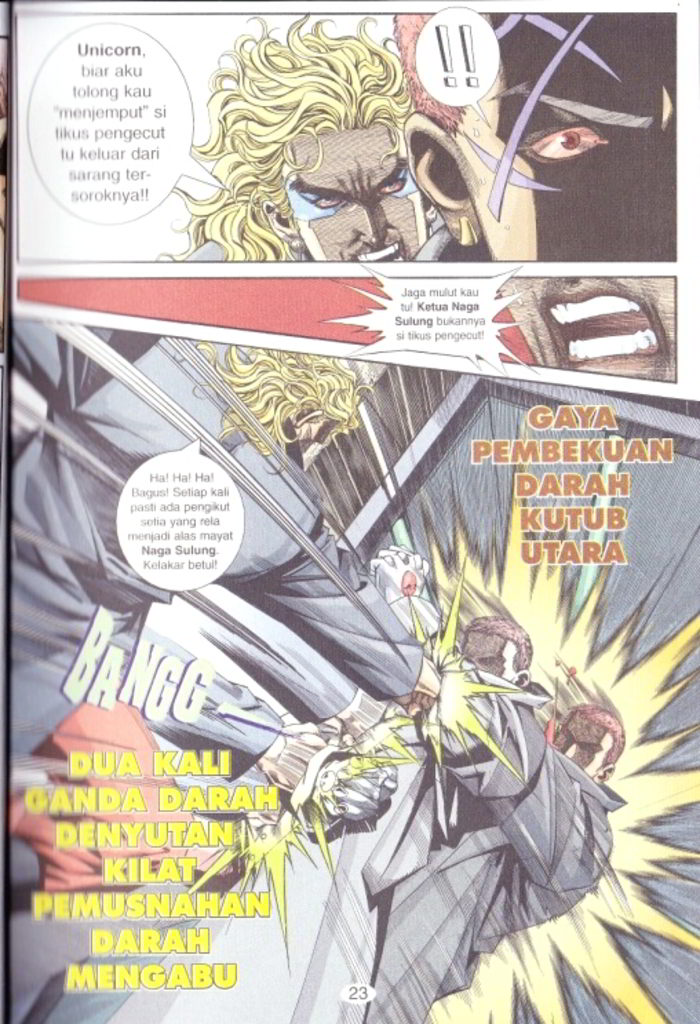 Unicorn,
biar aku
tolong kau
"menjemput" si
tikus pengecut
tu keluar dari
sarang ter-
soroknya!!
!!
Jaga mulut kau
tu! Ketua Naga
Sulung bukannya
si tikus pengecut!
GAYA
PEMBEKUAN
DARAH
KUTUB
UTARA
Ha! Ha! Ha!
Bagus! Setiap kali
pasti ada pengikut
setia yang rela
menjadi alas mayat
Naga Sulung.
Kelakar betul!
BANGG
DUA KALI
GANDA DARAH
DENYUTAN
KILAT
PEMUSNAHAN
DARAH
MENGABU
23